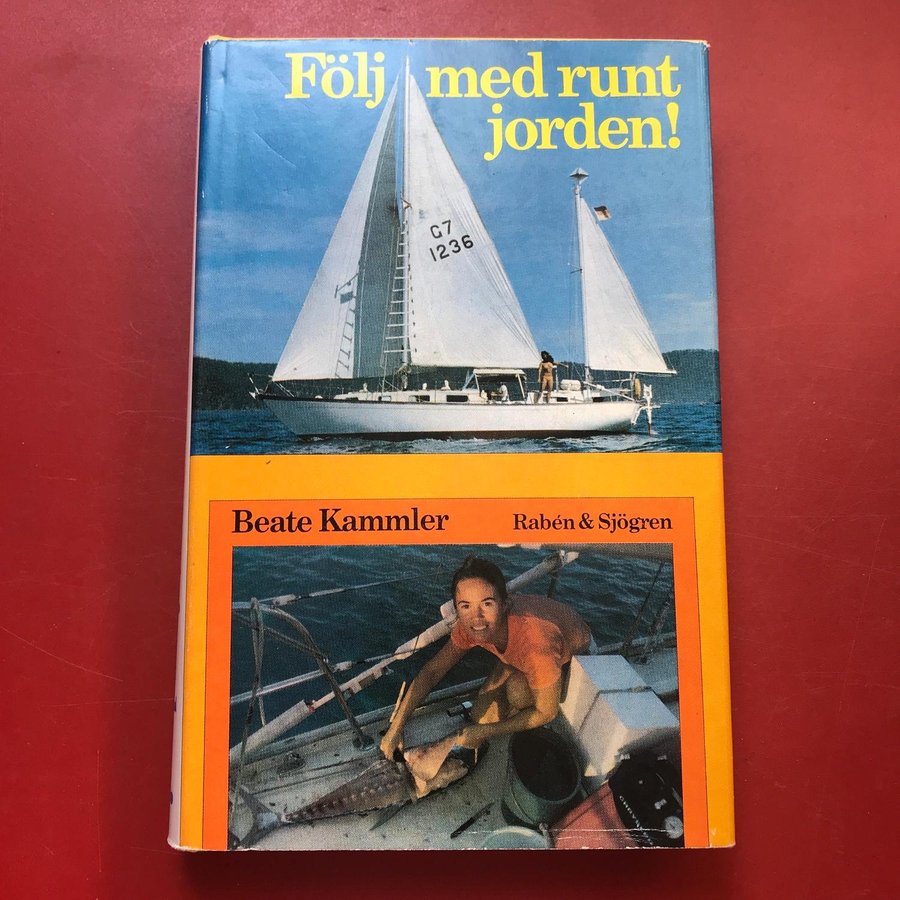 Följ med runt
jorden!
G7
1236
Beate Kammler
Rabén & Sjögren